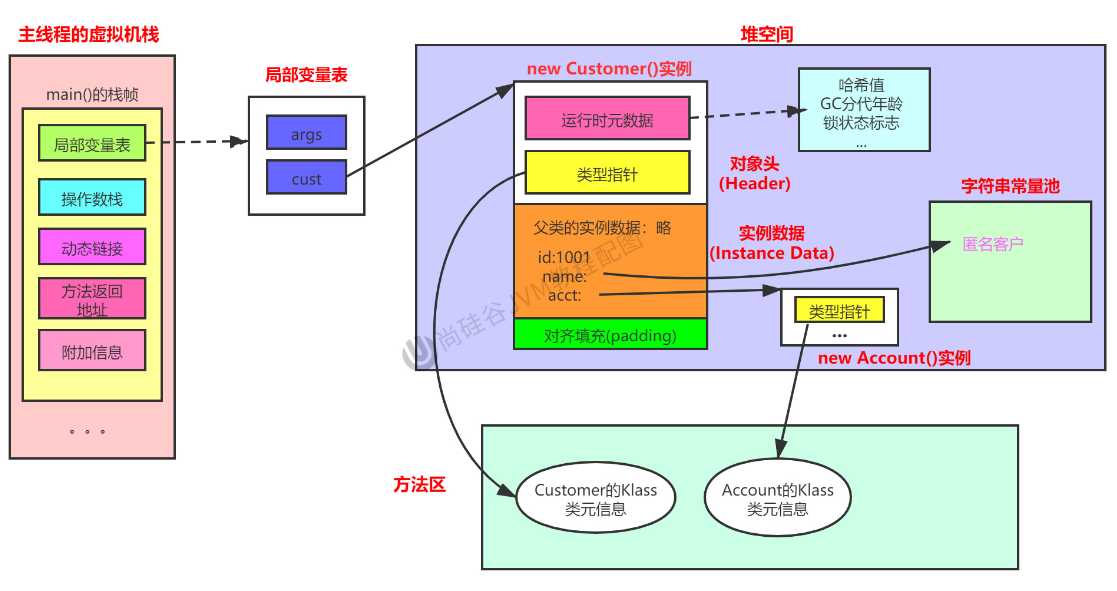 主线程的虚拟机栈
main()的栈帧
局部变量表
操作数栈
动态链接
方法返回
地址
附加信息
。。。
局部变量表
args
cust
堆空间
new Customer()实例
运行时元数据
类型指针
对象头
(Header)
哈希值
GC分代年龄
锁状态标志
...
父类的实例数据：略
id:1001
name:
acct:
实例数据
(Instance Data)
对齐填充(padding)
字符串常量池
匿名客户
类型指针
...
new Account()实例
尚硅谷JVM教程配图
方法区
Customer的Klass
类元信息
Account的Klass
类元信息